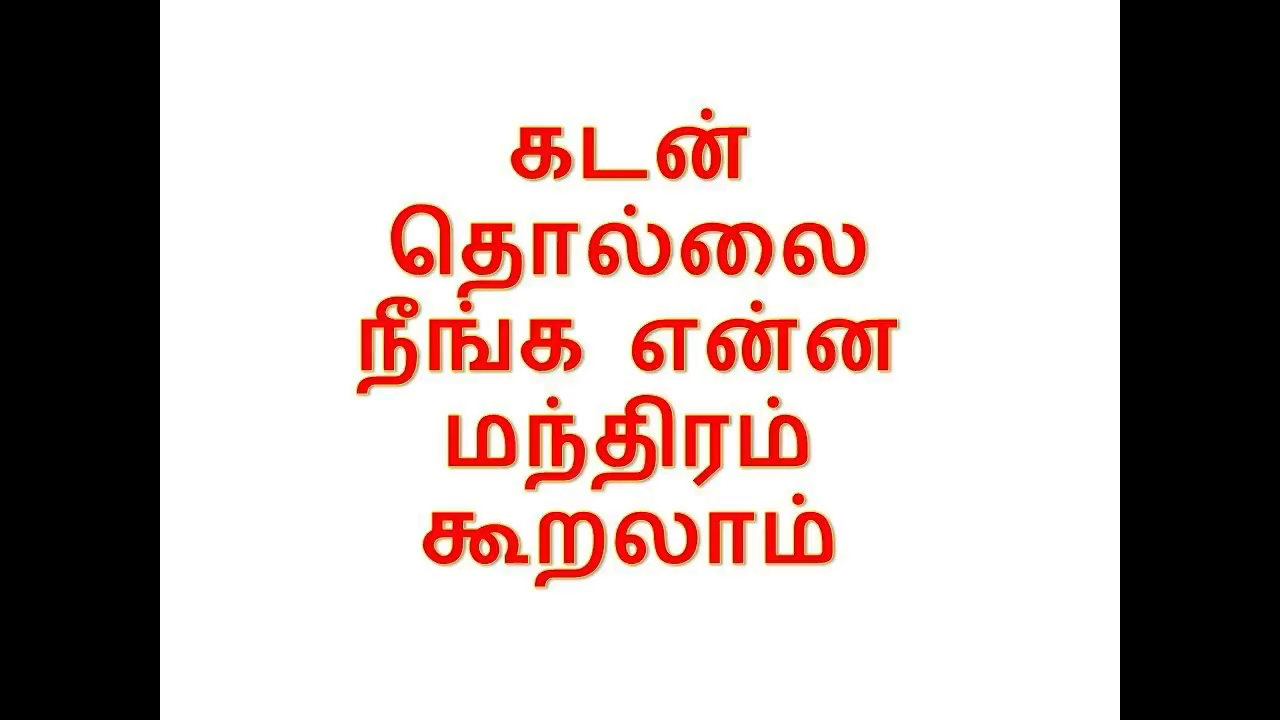 கடன்
தொல்லை
நீங்க என்ன
மந்திரம்
கூறலாம்